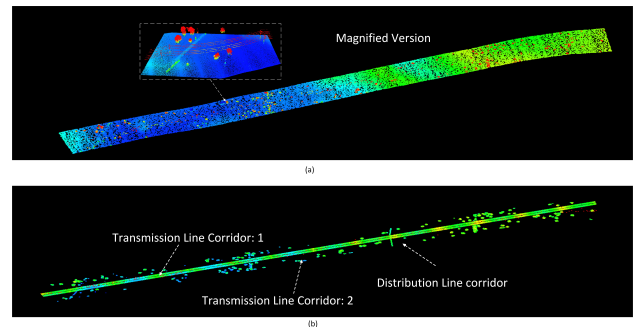 Magnified Version
(a)
Transmission Line Corridor: 1
Distribution Line corridor
Transmission Line Corridor: 2
(b)